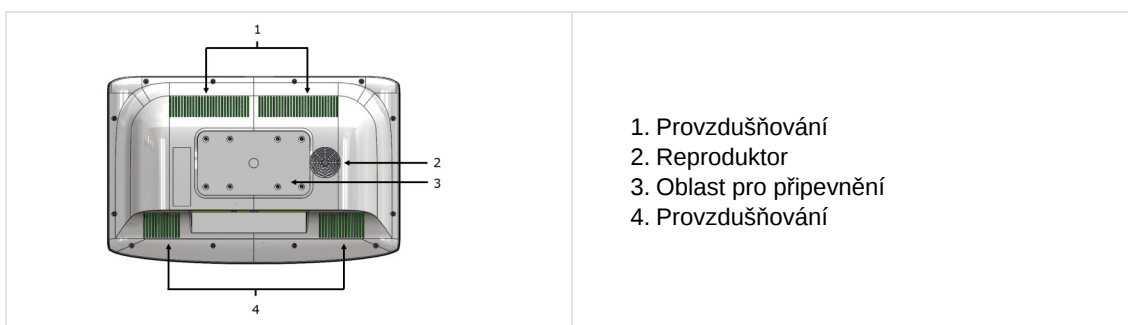 1
2
3
4
1. Provzdušňování
2. Reproduktor
3. Oblast pro připevnění
4. Provzdušňování